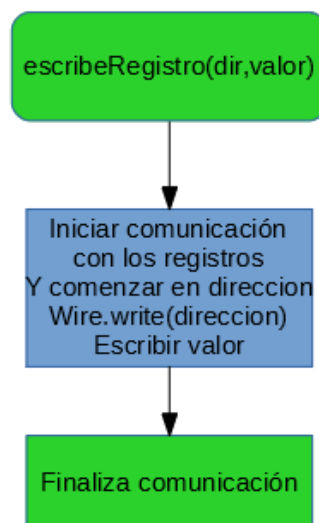 escribeRegistro(dir,valor)
Iniciar comunicación
con los registros
Y comenzar en direccion
Wire.write(direccion)
Escribir valor
Finaliza comunicación